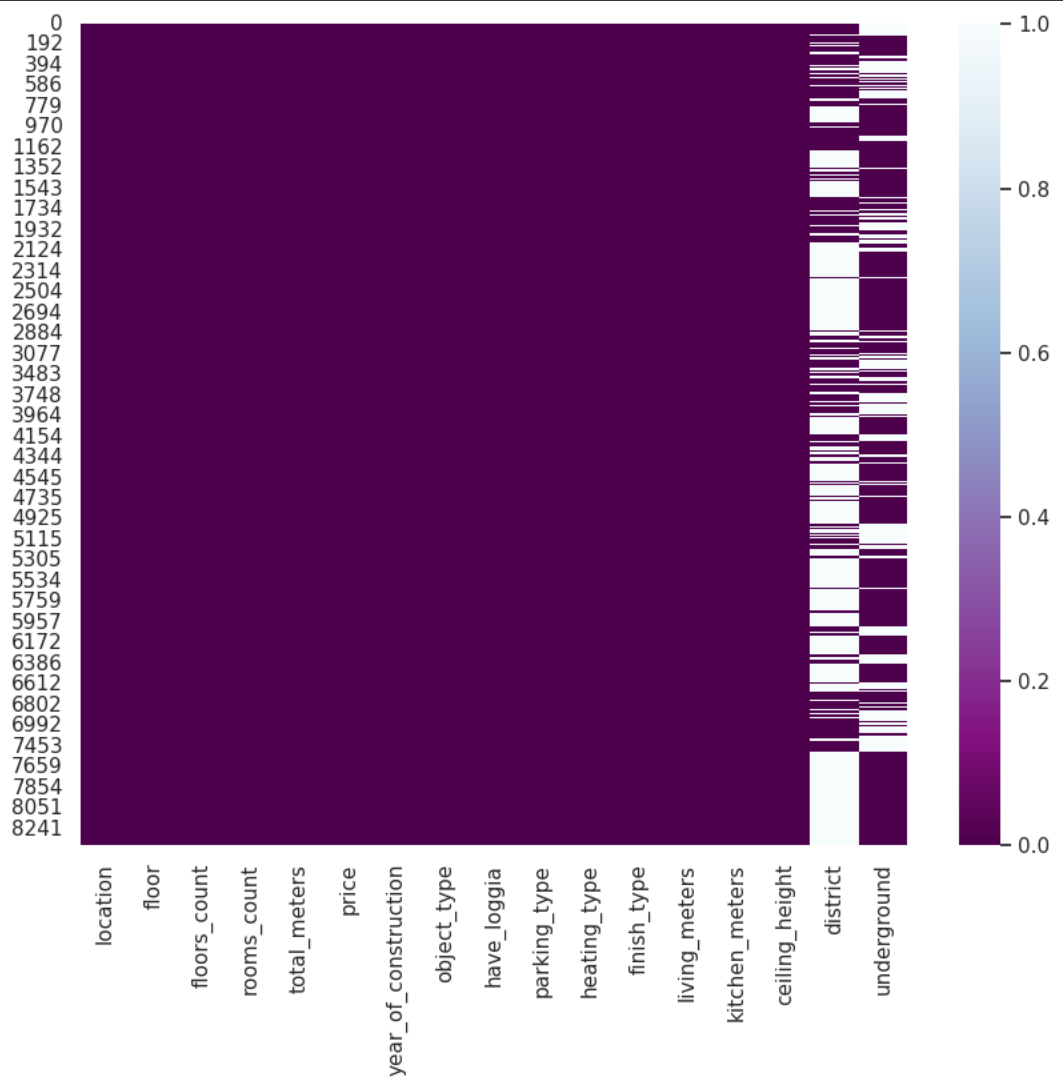 0
192
394
586
779
970
1162
1352
1543
1734
1932
2124
2314
2504
2694
2884
3077
3483
3748
3964
4154
4344
4545
4735
4925
5115
5305
5534
5759
5957
6172
6386
6612
6802
6992
7453
7659
7854
8051
8241
location
floor
floors_count
rooms_count
total_meters
price
year_of_construction
object_type
have_loggia
parking_type
heating_type
finish_type
living_meters
kitchen_meters
ceiling_height
district
underground
1.0
0.8
0.6
0.4
0.2
0.0